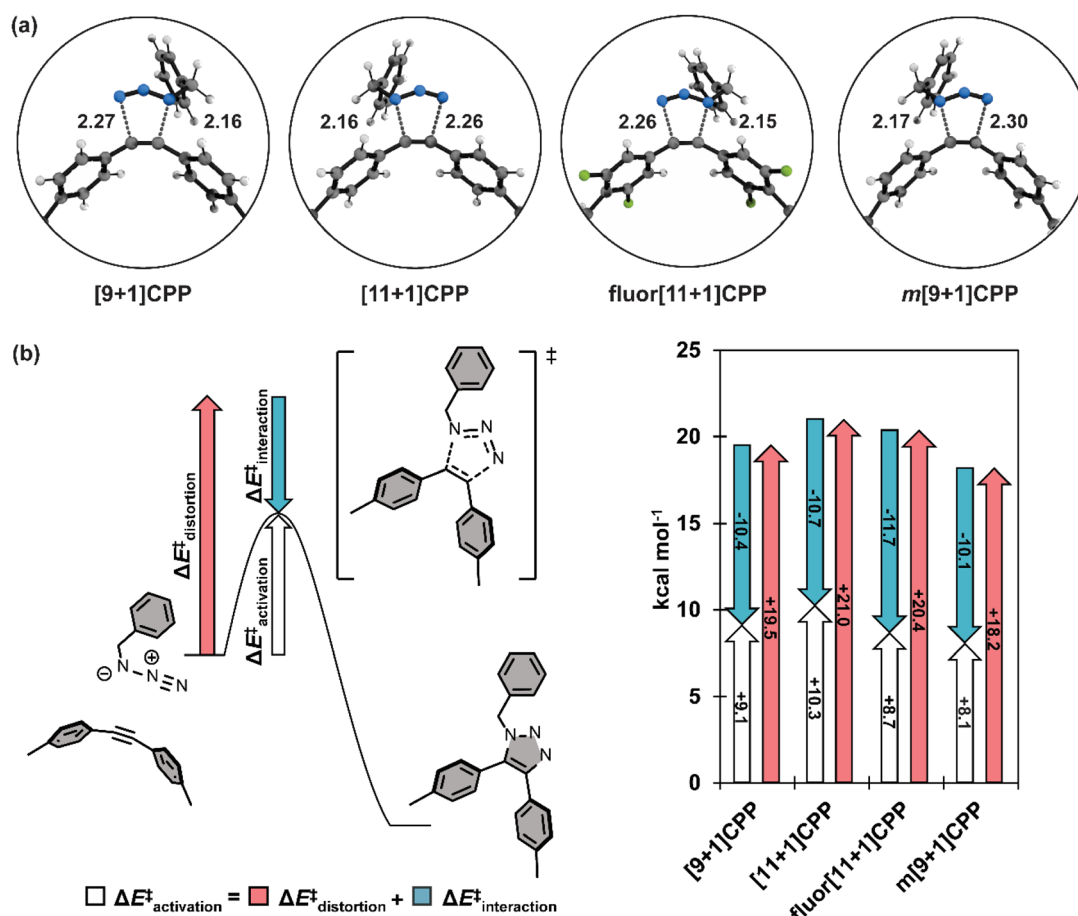 (a)
2.27
2.16
2.16
2.26
2.26
2.15
2.17
2.30
[9+1]CPP
[11+1]CPP
fluor[11+1]CPP
m[9+1]CPP
(b)
ΔE‡distortion
ΔE‡interaction
ΔE‡activation
⊖
N
⊕
N
N
‡
N
N
N
N
N
N
ΔE‡activation = ΔE‡distortion + ΔE‡interaction
kcal mol-1
25
20
15
10
5
0
-10.4
+9.1
+19.5
-10.7
+10.3
+21.0
-11.7
+8.7
+20.4
-10.1
+8.1
+18.2
[9+1]CPP
[11+1]CPP
fluor[11+1]CPP
m[9+1]CPP